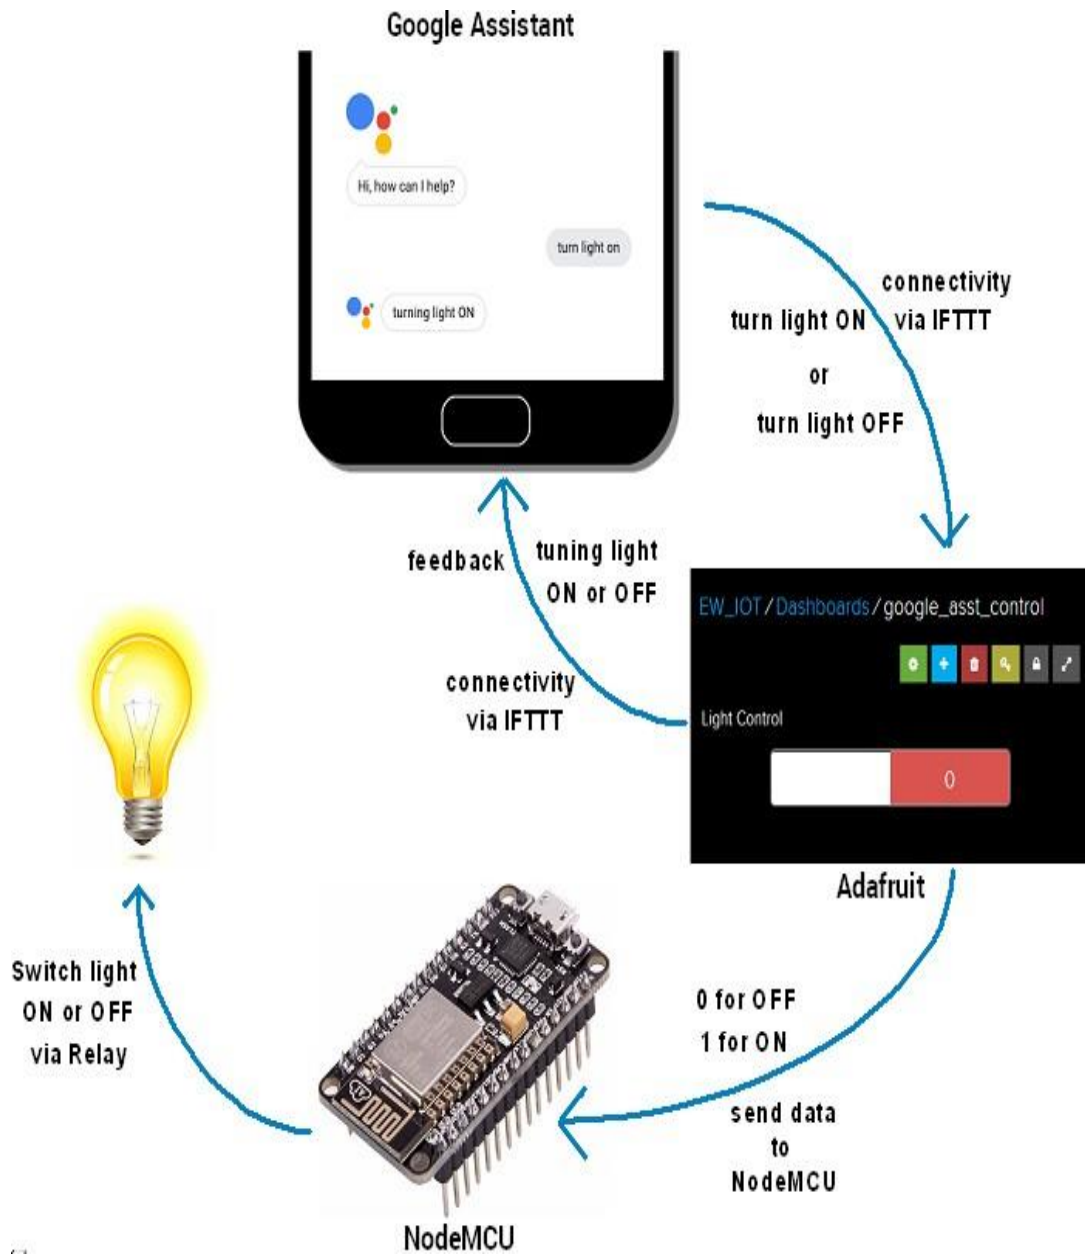 Google Assistant
Hi, how can I help?
turn light on
turning light ON
connectivity
via IFTTT
turn light ON
or
turn light OFF
feedback
tuning light
ON or OFF
connectivity
via IFTTT
EW_IOT/Dashboards/google_asst_control
Light Control
0
Adafruit
0 for OFF
1 for ON
send data
to
NodeMCU
Switch light
ON or OFF
via Relay
NodeMCU